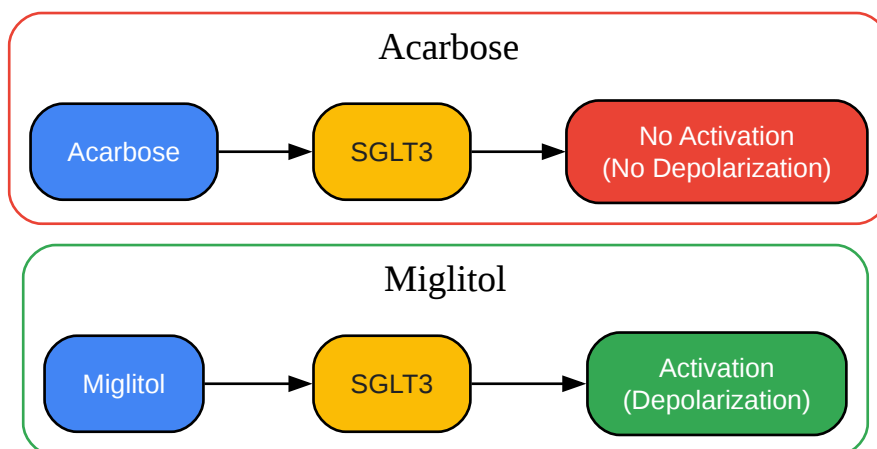 Acarbose
Acarbose
SGLT3
No Activation
(No Depolarization)
Miglitol
Miglitol
SGLT3
Activation
(Depolarization)